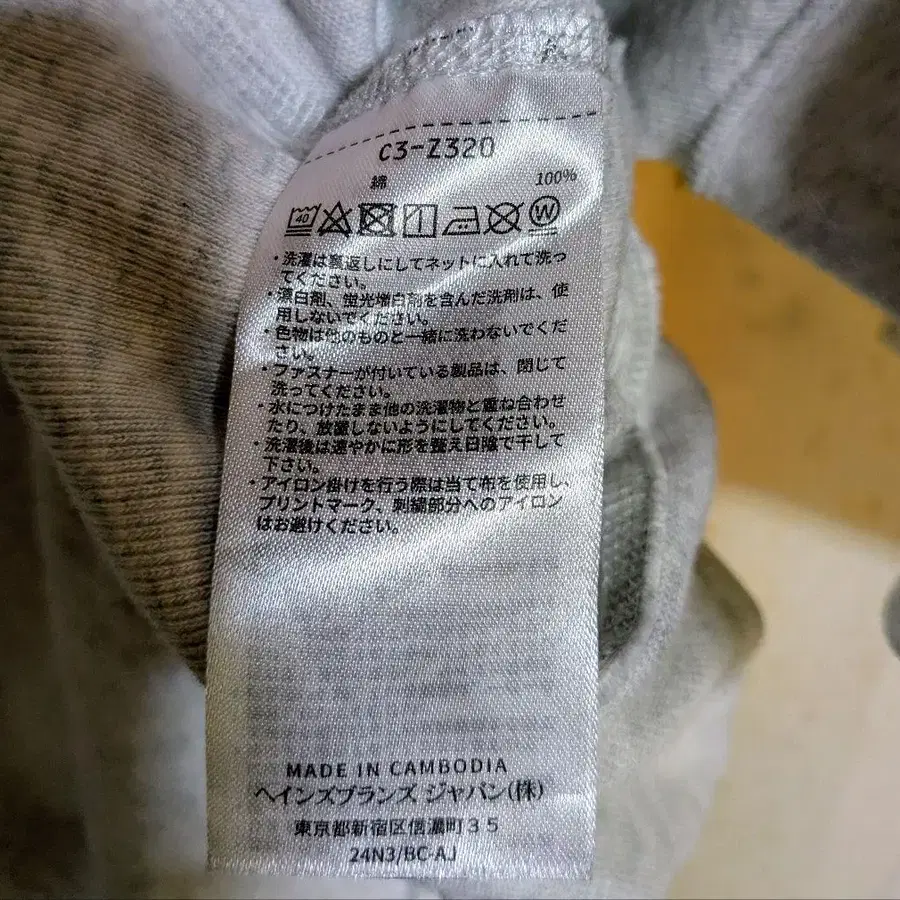 C3-Z320
綿 100%
40
W
・洗濯は裏返しにしてネットに入れて洗っ
てください。
・漂白剤、蛍光増白剤を含んだ洗剤は、使
用しないでください。
・色物は他のものと一緒に洗わないでくだ
さい。
・ファスナーが付いている製品は、閉じて
洗ってください。
・水につけたまま他の洗濯物と重ね合わせ
たり、放置しないようにしてください。
・洗濯後は速やかに形を整え日陰で干して
下さい。
・アイロン掛けを行う際は当て布を使用し、
プリントマーク、刺繍部分へのアイロン
はお避けください。
MADE IN CAMBODIA
ヘインズブランズ ジャパン(株)
東京都新宿区信濃町３５
24N3/BC-AJ